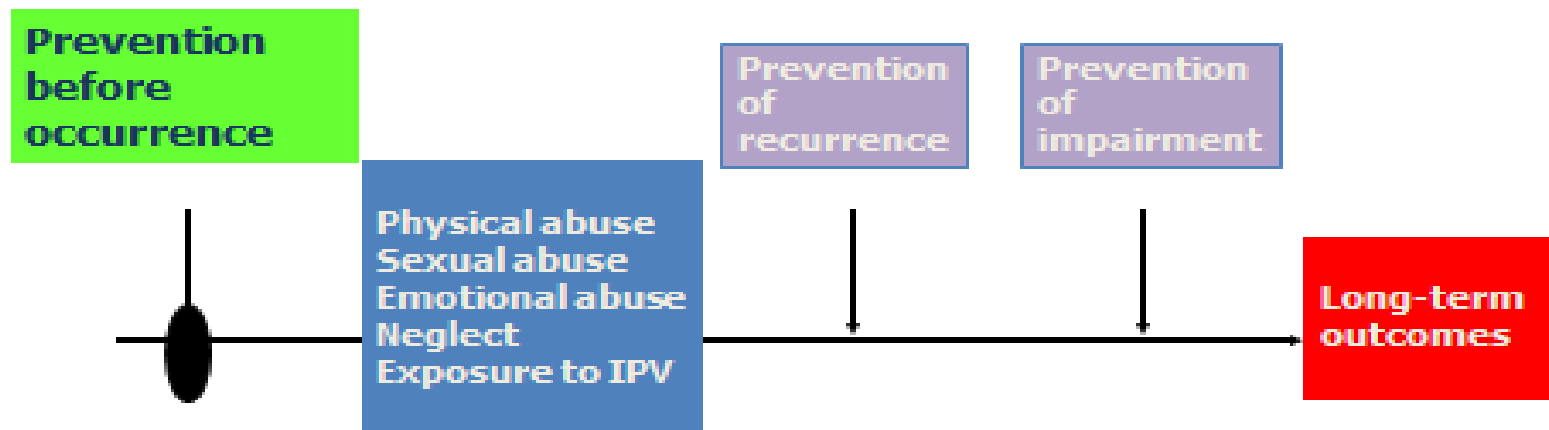 Prevention
before
occurrence
Physical abuse
Sexual abuse
Emotional abuse
Neglect
Exposure to IPV
Prevention
of
recurrence
Prevention
of
impairment
Long-term
outcomes